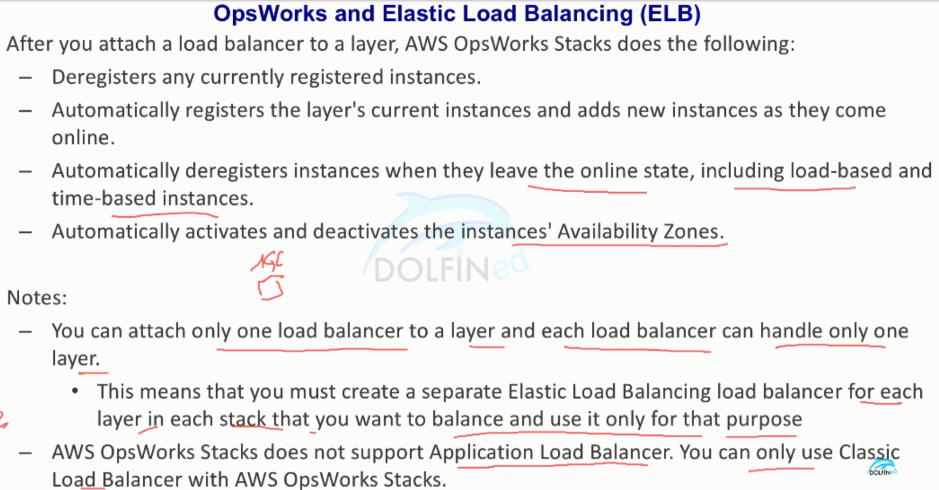 OpsWorks and Elastic Load Balancing (ELB)
After you attach a load balancer to a layer, AWS OpsWorks Stacks does the following:
– Deregisters any currently registered instances.
– Automatically registers the layer's current instances and adds new instances as they come
online.
– Automatically deregisters instances when they leave the online state, including load-based and
time-based instances.
– Automatically activates and deactivates the instances' Availability Zones.
DOLFINed
Notes:
– You can attach only one load balancer to a layer and each load balancer can handle only one
layer.
• This means that you must create a separate Elastic Load Balancing load balancer for each
layer in each stack that you want to balance and use it only for that purpose
– AWS OpsWorks Stacks does not support Application Load Balancer. You can only use Classic
Load Balancer with AWS OpsWorks Stacks.
DOLFINed